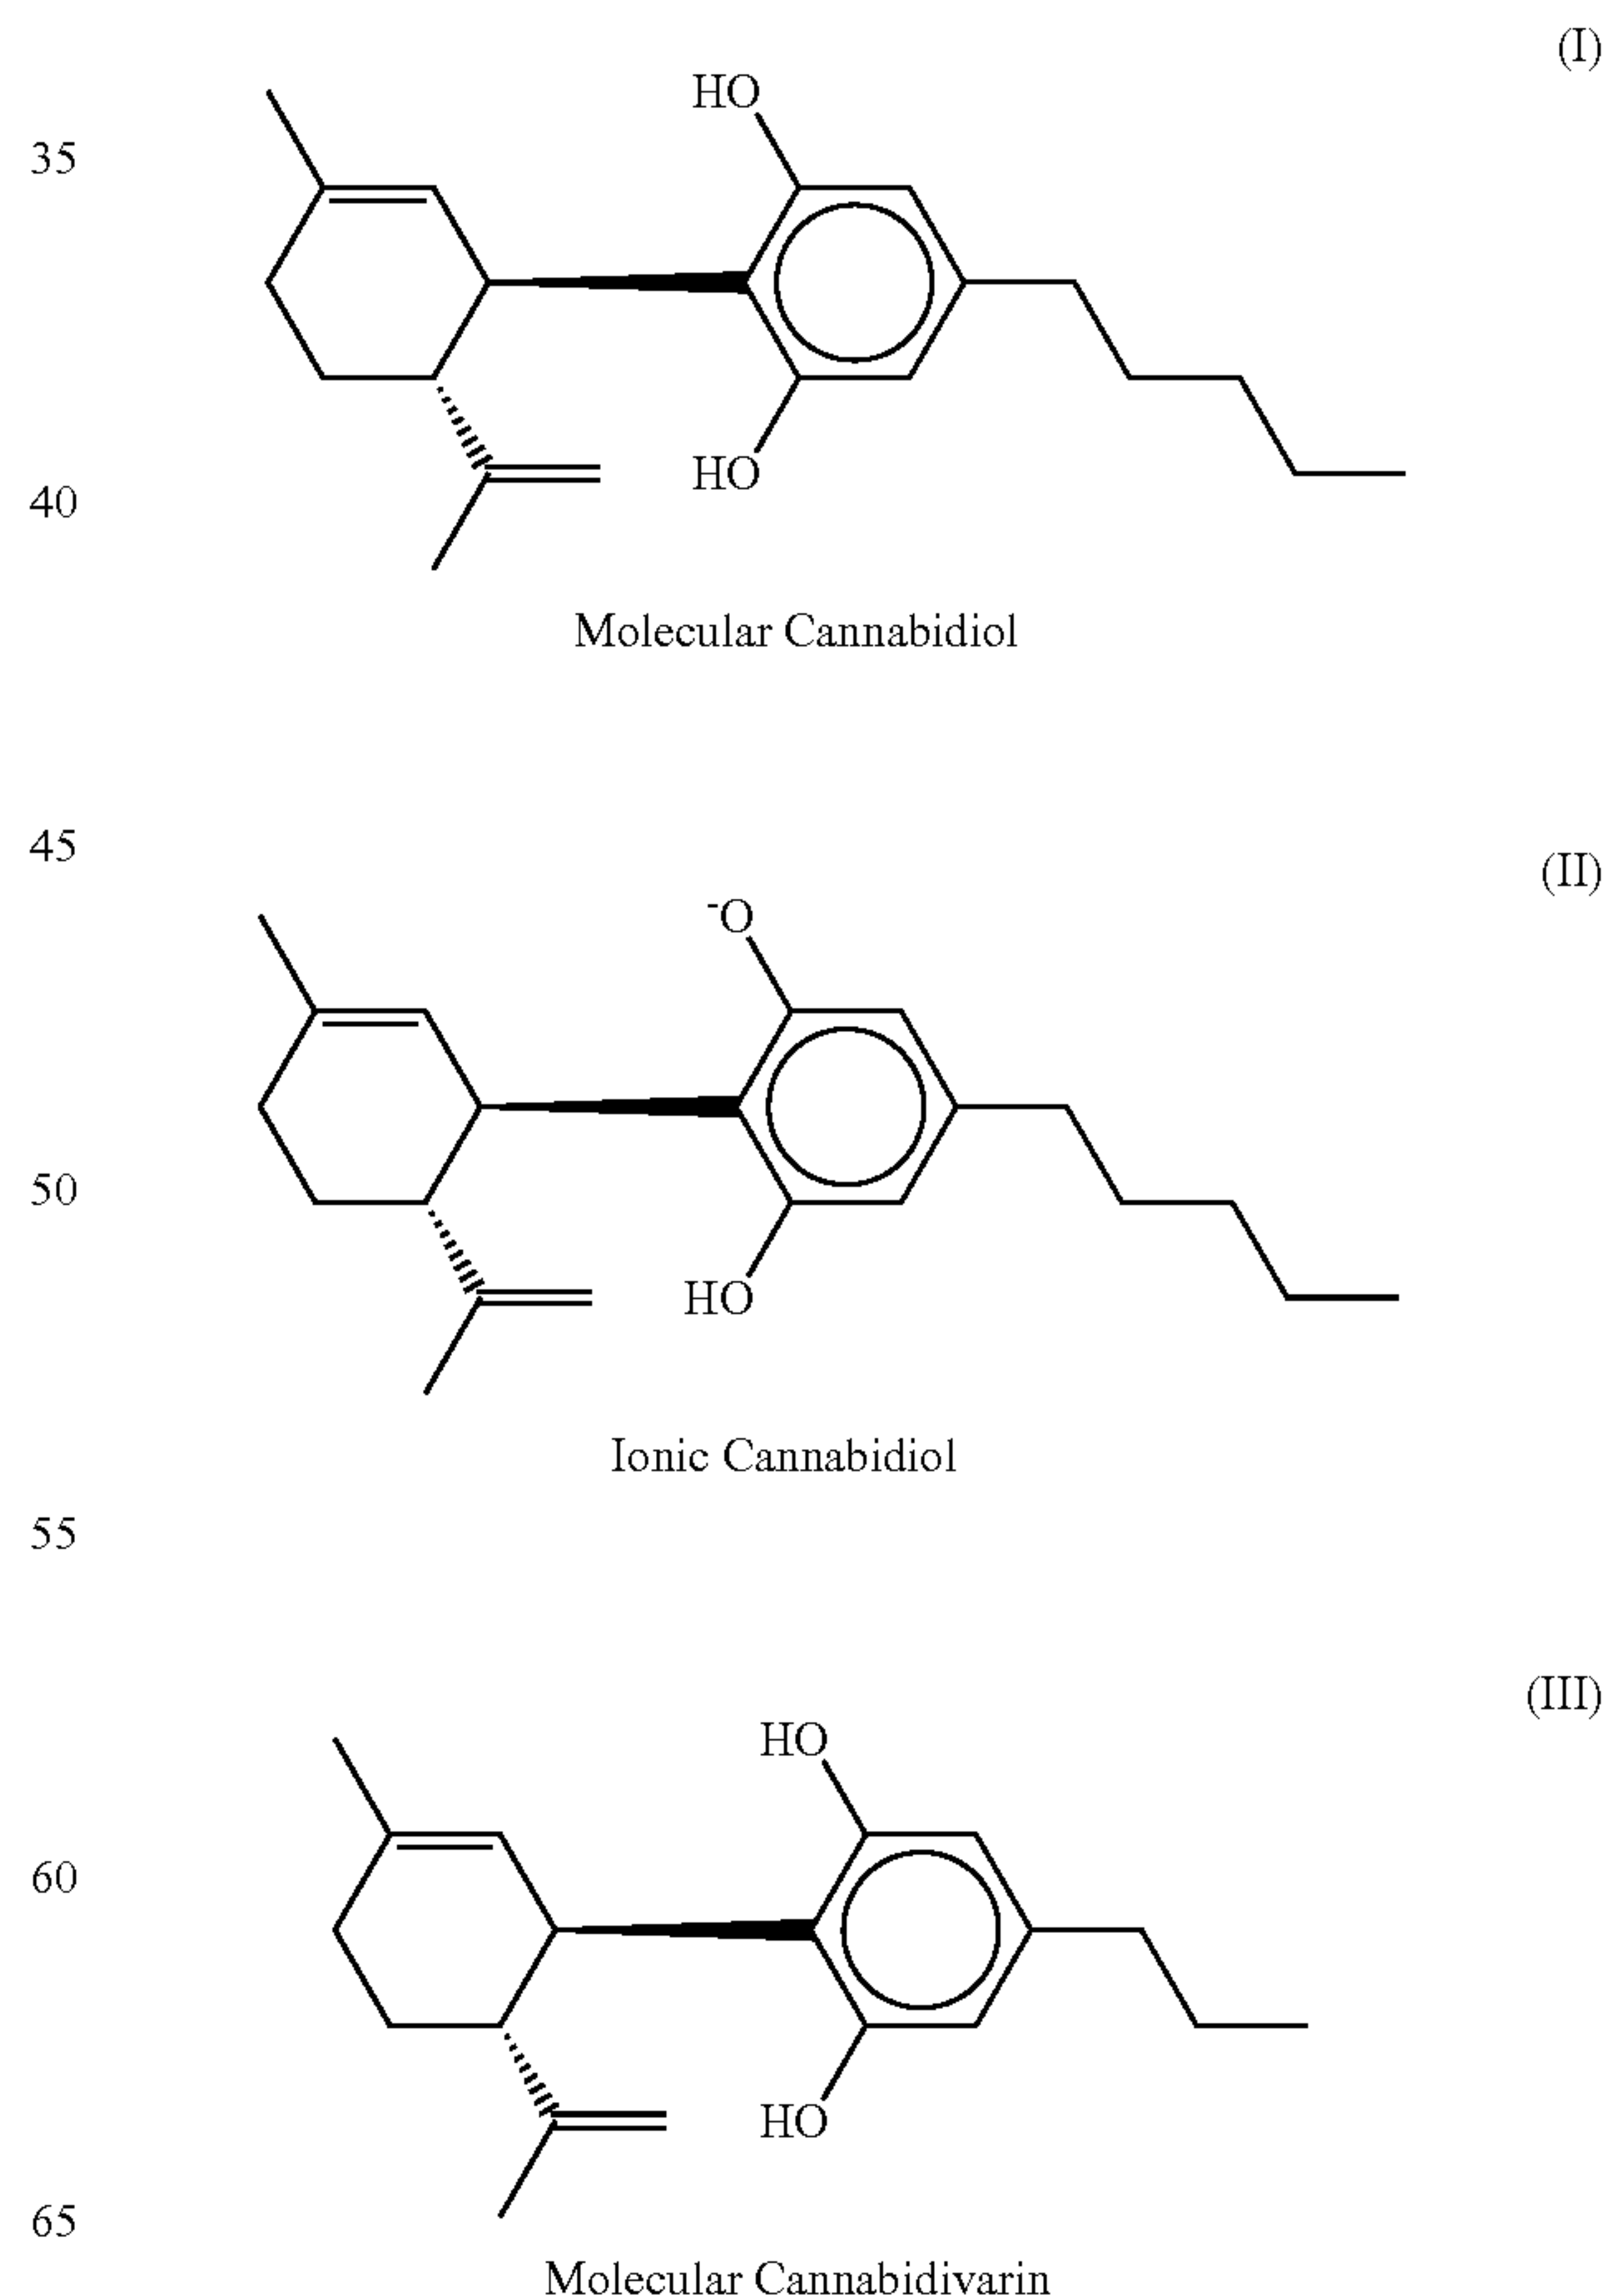 (I)
HO
35
HO
40
Molecular Cannabidiol
45
(II)
-O
50
HO
Ionic Cannabidiol
55
(III)
HO
60
HO
65
Molecular Cannabidivarin